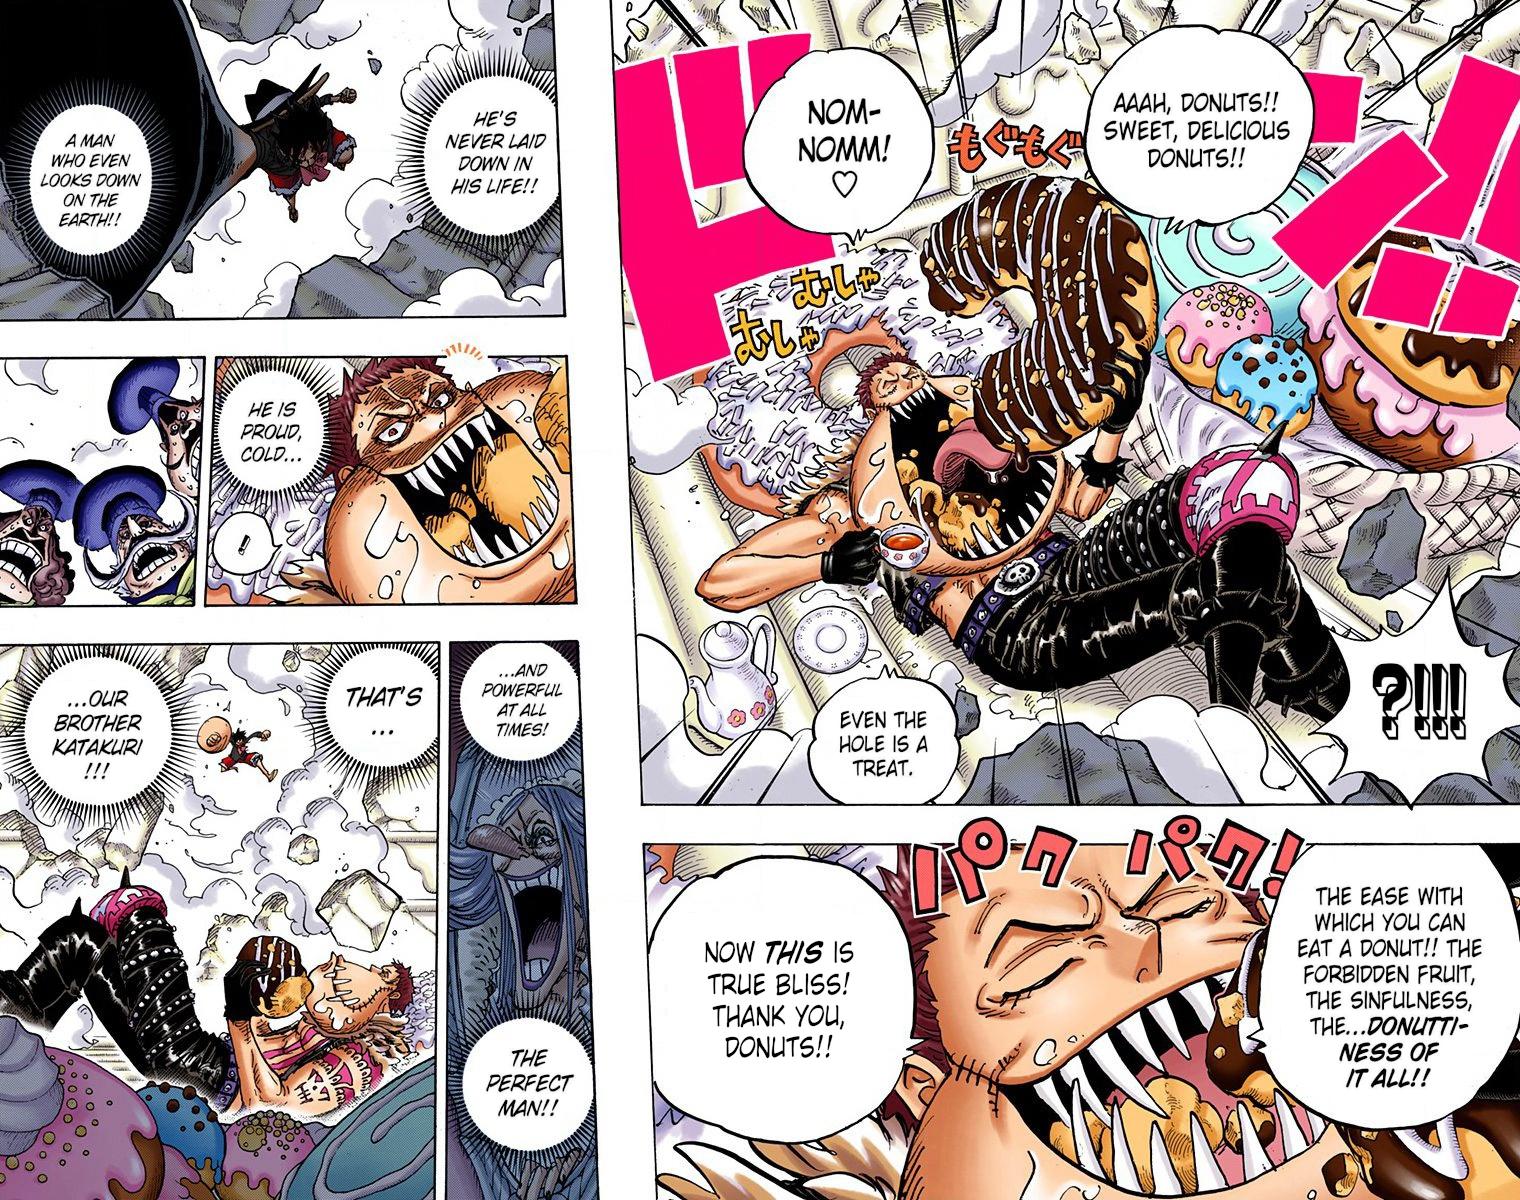 ドーン!!
NOM-
NOMM!
♡
もぐもぐ
AAAH, DONUTS!!
SWEET, DELICIOUS
DONUTS!!
むしゃ
むしゃ
EVEN THE
HOLE IS A
TREAT.
?!!!
パク パク!
THE EASE WITH
WHICH YOU CAN
EAT A DONUT!! THE
FORBIDDEN FRUIT,
THE SINFULNESS,
THE...DONUTTI-
NESS OF
IT ALL!!
NOW THIS IS
TRUE BLISS!
THANK YOU,
DONUTS!!
HE'S
NEVER LAID
DOWN IN
HIS LIFE!!
A MAN
WHO EVEN
LOOKS DOWN
ON THE
EARTH!!
HE IS
PROUD,
COLD...
!
...AND
POWERFUL
AT ALL
TIMES!
THE
PERFECT
MAN!!
THAT'S
...
...OUR
BROTHER
KATAKURI
!!!